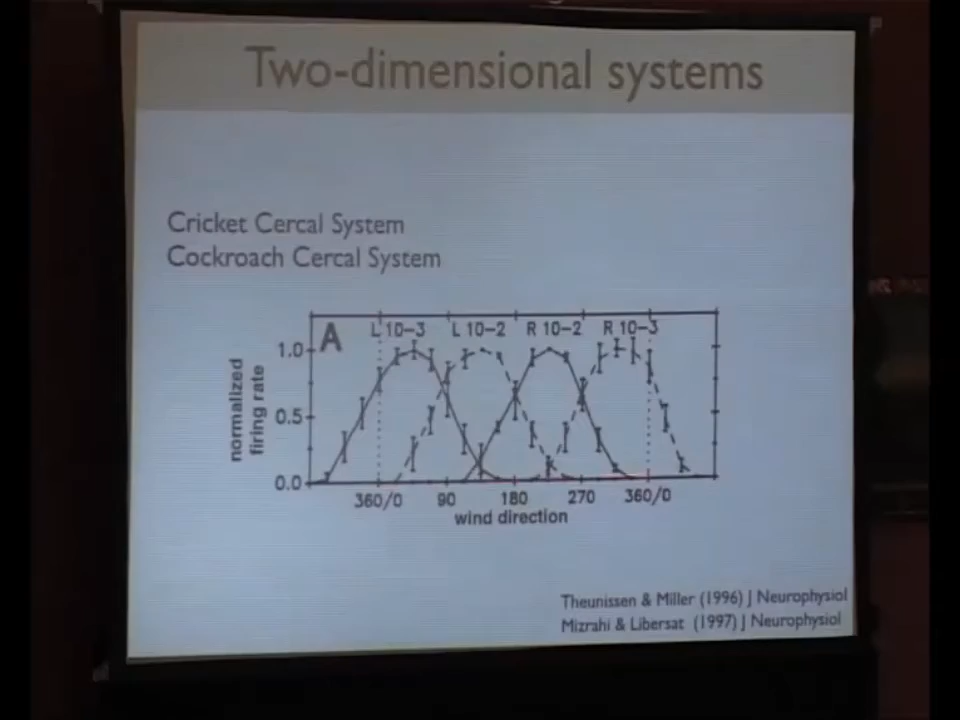 Two-dimensional systems
Cricket Cercal System
Cockroach Cercal System
A
L 10-3 L 10-2 R 10-2 R 10-3
1.0
0.5
0.0
normalized
firing rate
360/0 90 180 270 360/0
wind direction
Theunissen & Miller (1996) J Neurophysiol
Mizrahi & Libersat (1997) J Neurophysiol